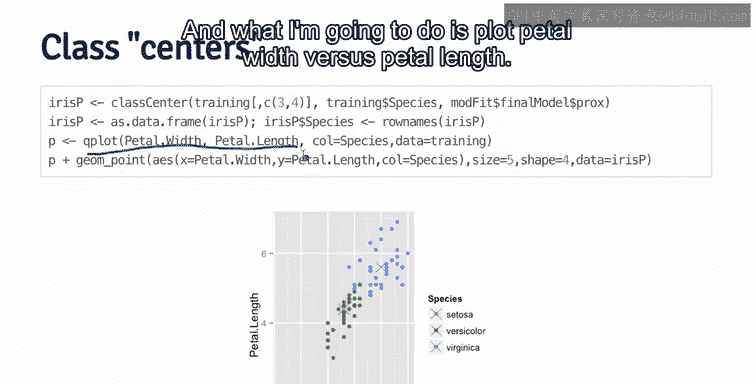 And what I'm going to do is plot petal
width versus petal length.
Class "centers"
irisP <- classCenter(training[,c(3,4)], training$Species, modFit$finalModel$prox)
irisP <- as.data.frame(irisP); irisP$Species <- rownames(irisP)
p <- qplot(Petal.Width, Petal.Length, col=Species,data=training)
p + geom_point(aes(x=Petal.Width,y=Petal.Length,col=Species),size=5,shape=4,data=irisP)
6
4
Petal.Length
Species
setosa
versicolor
virginica